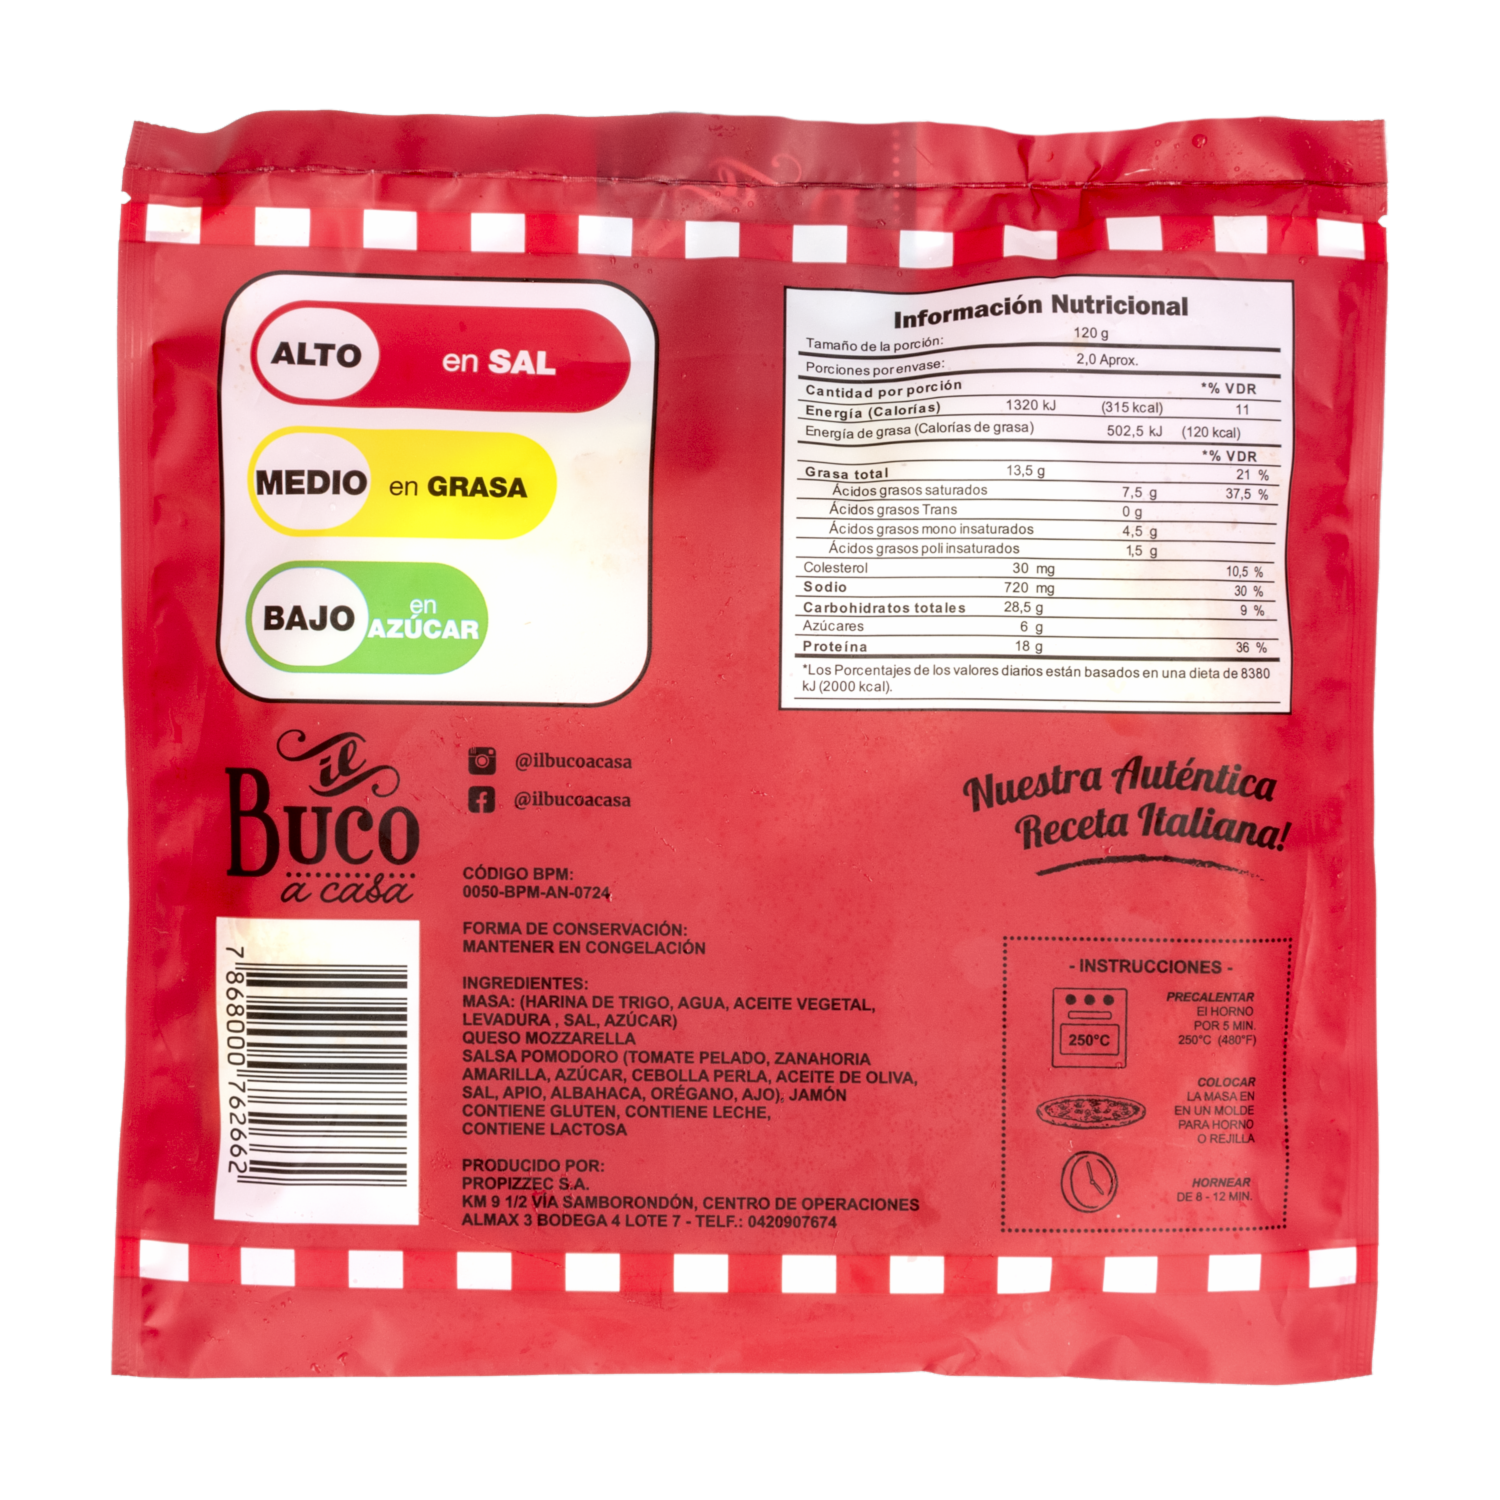 ALTO en SAL
MEDIO en GRASA
BAJO en AZÚCAR
Información Nutricional
Tamaño de la porción: 120 g
Porciones por envase: 2,0 Aprox.
Cantidad por porción *% VDR
Energía (Calorías) 1320 kJ (315 kcal) 11
Energía de grasa (Calorías de grasa) 502,5 kJ (120 kcal)
*% VDR
Grasa total 13,5 g 21 %
Ácidos grasos saturados 7,5 g 37,5 %
Ácidos grasos Trans 0 g
Ácidos grasos mono insaturados 4,5 g
Ácidos grasos poli insaturados 1,5 g
Colesterol 30 mg 10,5 %
Sodio 720 mg 30 %
Carbohidratos totales 28,5 g 9 %
Azúcares 6 g
Proteína 18 g 36 %
*Los Porcentajes de los valores diarios están basados en una dieta de 8380
kJ (2000 kcal).
il
BUCO
a casa
@ilbucoacasa
@ilbucoacasa
Nuestra Auténtica
Receta Italiana!
CÓDIGO BPM:
0050-BPM-AN-0724
FORMA DE CONSERVACIÓN:
MANTENER EN CONGELACIÓN
INGREDIENTES:
MASA: (HARINA DE TRIGO, AGUA, ACEITE VEGETAL,
LEVADURA , SAL, AZÚCAR)
QUESO MOZZARELLA
SALSA POMODORO (TOMATE PELADO, ZANAHORIA
AMARILLA, AZÚCAR, CEBOLLA PERLA, ACEITE DE OLIVA,
SAL, APIO, ALBAHACA, ORÉGANO, AJO), JAMÓN
CONTIENE GLUTEN, CONTIENE LECHE,
CONTIENE LACTOSA
PRODUCIDO POR:
PROPIZZEC S.A.
KM 9 1/2 VÍA SAMBORONDÓN, CENTRO DE OPERACIONES
ALMAX 3 BODEGA 4 LOTE 7 - TELF.: 0420907674
7 868000 762662
- INSTRUCCIONES -
250°C
PRECALENTAR
El HORNO
POR 5 MIN.
250°C (480°F)
COLOCAR
LA MASA EN
EN UN MOLDE
PARA HORNO
O REJILLA
HORNEAR
DE 8 - 12 MIN.